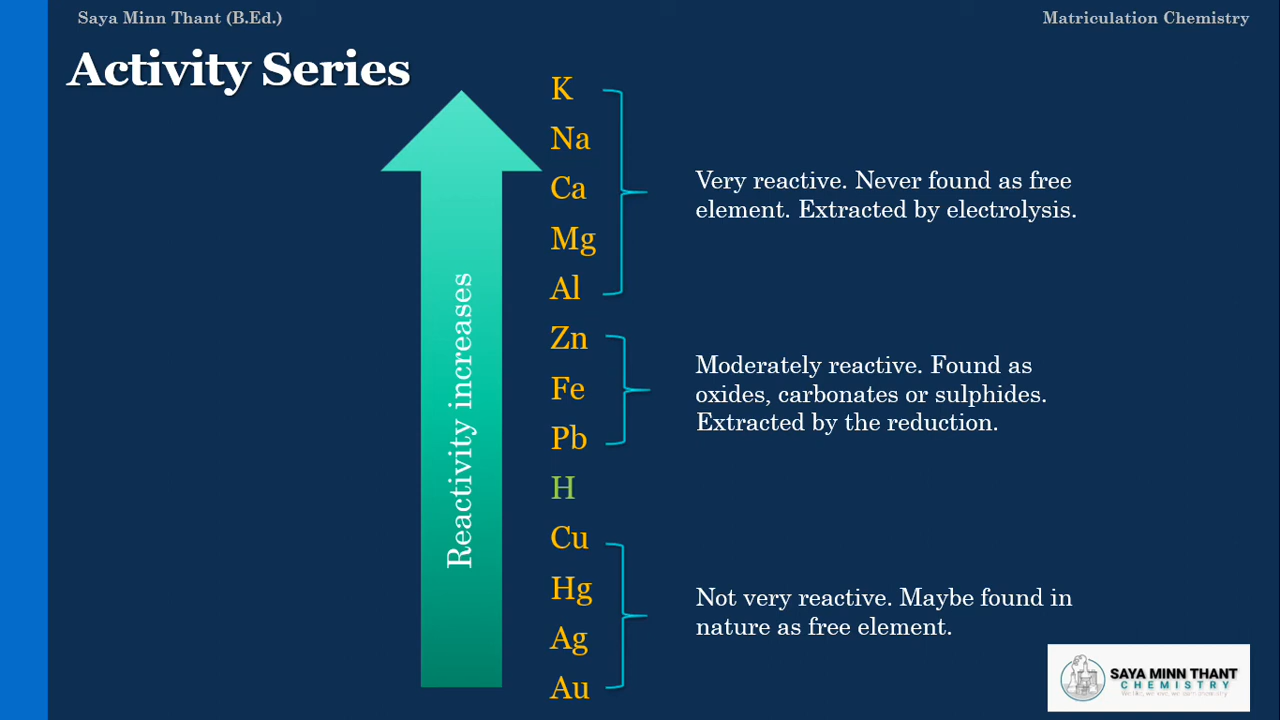 Saya Minn Thant (B.Ed.)
Matriculation Chemistry
Activity Series
Reactivity increases
K
Na
Ca
Mg
Al
Zn
Fe
Pb
H
Cu
Hg
Ag
Au
Very reactive. Never found as free
element. Extracted by electrolysis.
Moderately reactive. Found as
oxides, carbonates or sulphides.
Extracted by the reduction.
Not very reactive. Maybe found in
nature as free element.
SAYA MINN THANT
CHEMISTRY